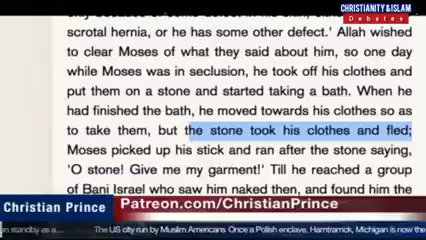 CHRISTIANITY & ISLAM
Debates
scrotal hernia, or he has some other defect.' Allah wished
to clear Moses of what they said about him, so one day
while Moses was in seclusion, he took off his clothes and
put them on a stone and started taking a bath. When he
had finished the bath, he moved towards his clothes so as
to take them, but the stone took his clothes and fled;
Moses picked up his stick and ran after the stone saying,
'O stone! Give me my garment!' Till he reached a group
of Bani Israel who saw him naked then, and found him the
Christian Prince
Patreon.com/ChristianPrince
on standby as a...
The US city run by Muslim Americans Once a Polish enclave, Hamtramck, Michigan is now the